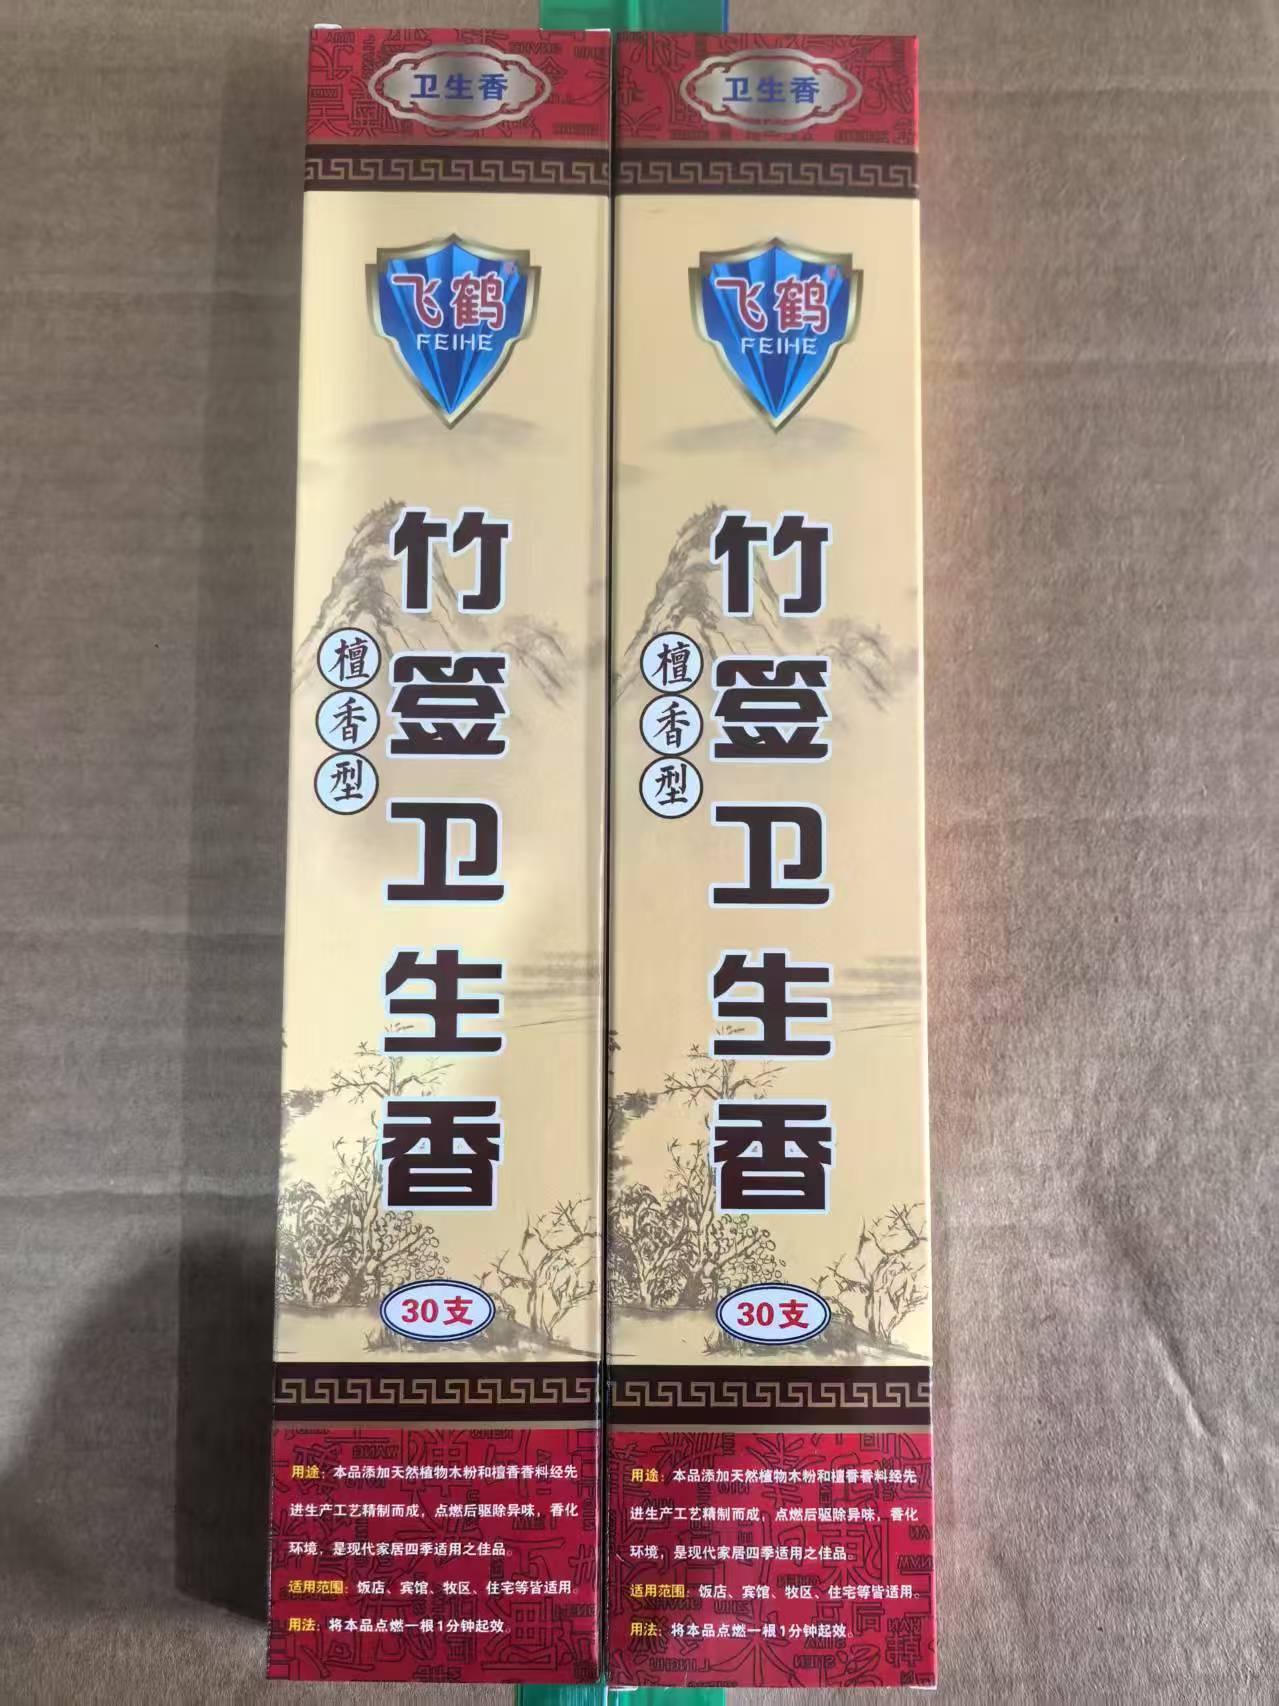 卫生香
飞鹤
FEIHE
竹签卫生香
檀香型
30支
用途：本品添加天然植物木粉和檀香香料经先
进生产工艺精制而成，点燃后驱除异味，香化
环境，是现代家居四季适用之佳品。
适用范围：饭店、宾馆、牧区、住宅等皆适用。
用法：将本品点燃一根1分钟起效。
卫生香
飞鹤
FEIHE
竹签卫生香
檀香型
30支
用途：本品添加天然植物木粉和檀香香料经先
进生产工艺精制而成，点燃后驱除异味，香化
环境，是现代家居四季适用之佳品。
适用范围：饭店、宾馆、牧区、住宅等皆适用。
用法：将本品点燃一根1分钟起效。